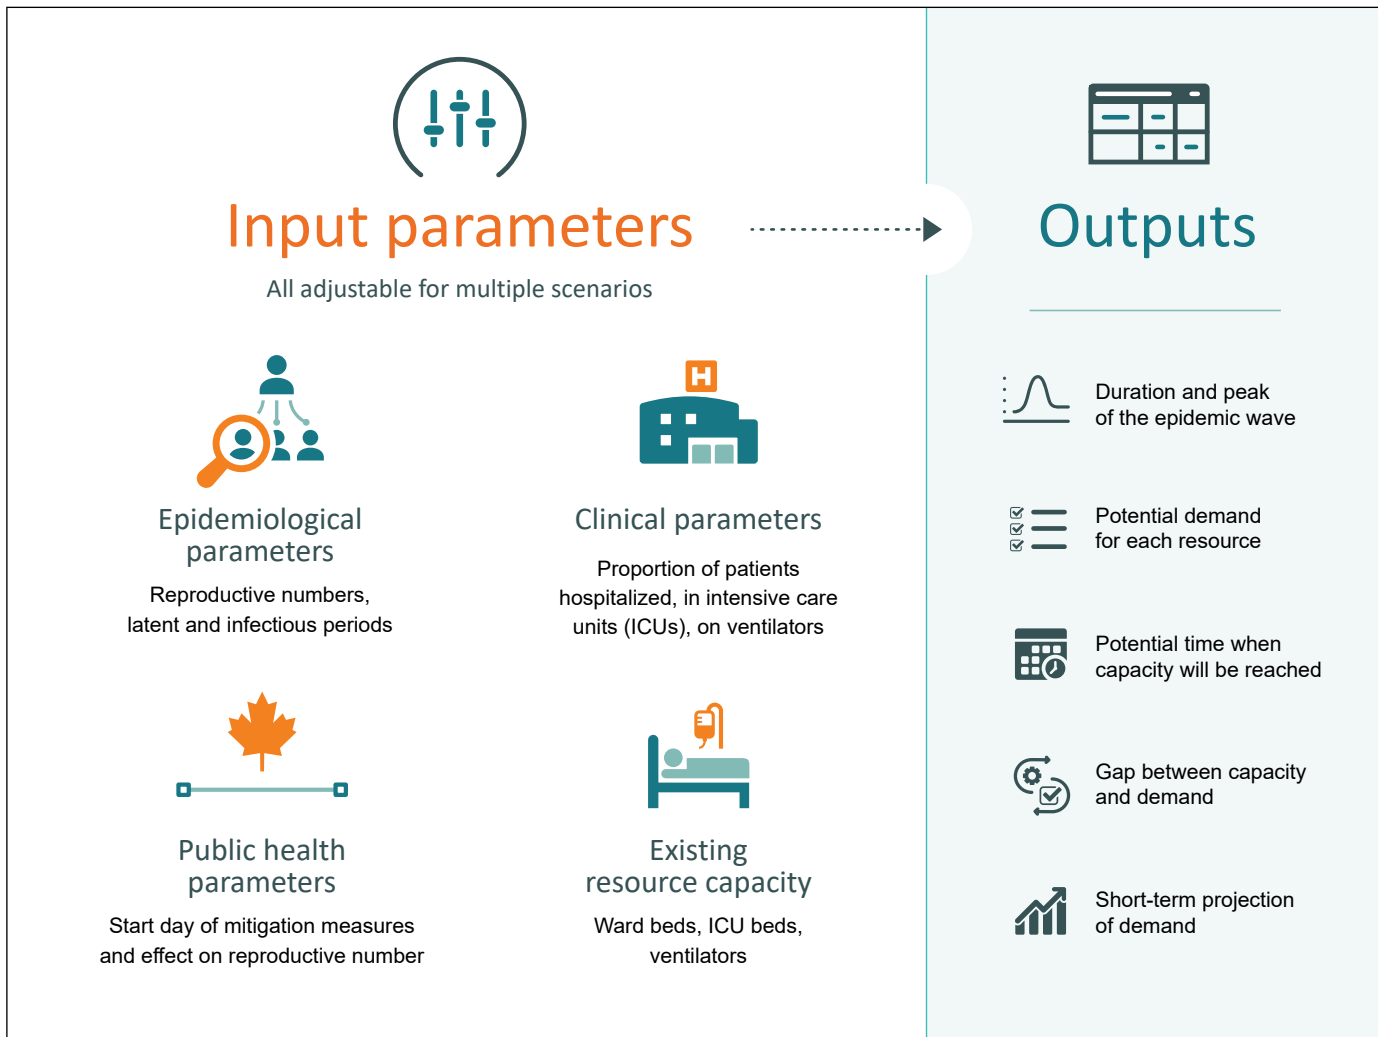 Input parameters
All adjustable for multiple scenarios
H
Epidemiological
parameters
Reproductive numbers,
latent and infectious periods
Clinical parameters
Proportion of patients
hospitalized, in intensive care
units (ICUs), on ventilators
Public health
parameters
Start day of mitigation measures
and effect on reproductive number
Existing
resource capacity
Ward beds, ICU beds,
ventilators
Outputs
Duration and peak
of the epidemic wave
Potential demand
for each resource
Potential time when
capacity will be reached
Gap between capacity
and demand
Short-term projection
of demand